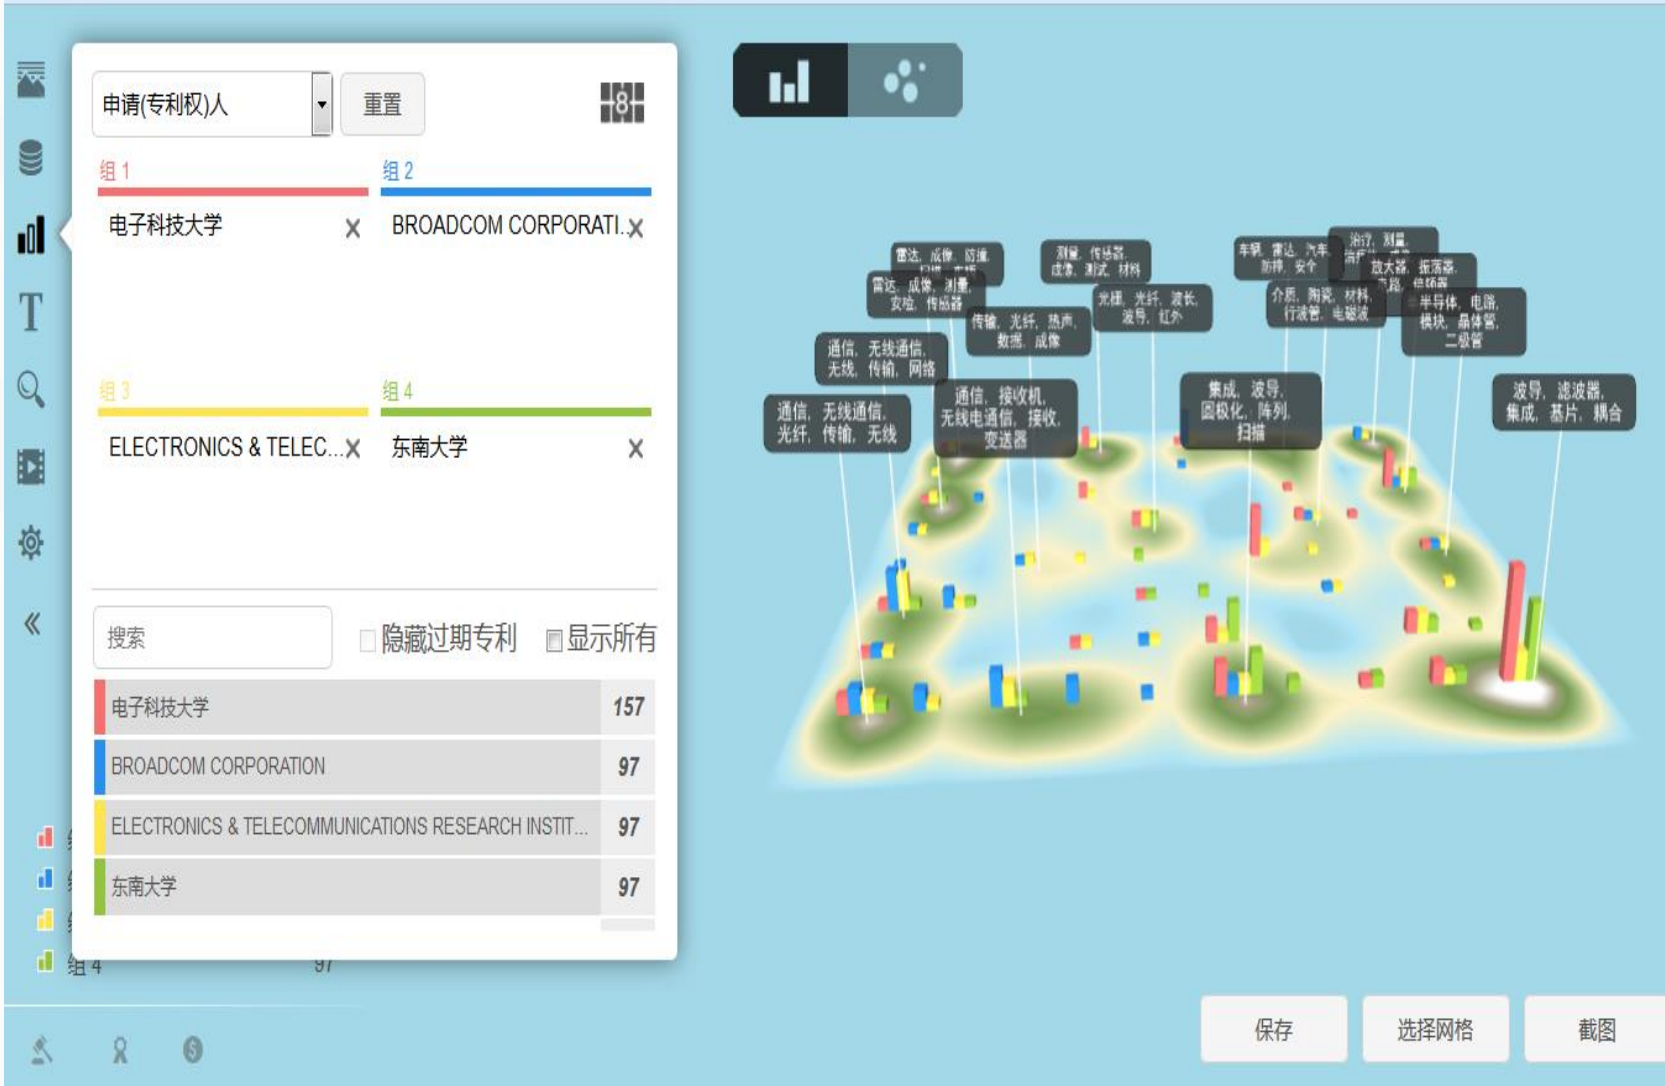 申请(专利权)人
重置
8
组 1
组 2
电子科技大学
BROADCOM CORPORATI..
组 3
组 4
ELECTRONICS & TELEC...
东南大学
搜索
隐藏过期专利
显示所有
电子科技大学
157
BROADCOM CORPORATION
97
ELECTRONICS & TELECOMMUNICATIONS RESEARCH INSTIT...
97
东南大学
97
组 4
97
雷达, 成像, 防撞,
雷达, 成像, 测量,
安检, 传感器
测量, 传感器,
成像, 测试, 材料
传输, 光纤, 热声,
数据, 成像
光栅, 光纤, 波长,
波导, 红外
车辆, 雷达, 汽车,
防撞, 安全
治疗, 测量,
放大器, 振荡器,
介质, 陶瓷, 材料,
行波管, 电磁波
半导体, 电路,
模块, 晶体管,
二极管
通信, 无线通信,
无线, 传输, 网络
通信, 无线通信,
光纤, 传输, 无线
通信, 接收机,
无线电通信, 接收,
变送器
集成, 波导,
圆极化, 阵列,
扫描
波导, 滤波器,
集成, 基片, 耦合
保存
选择网格
截图